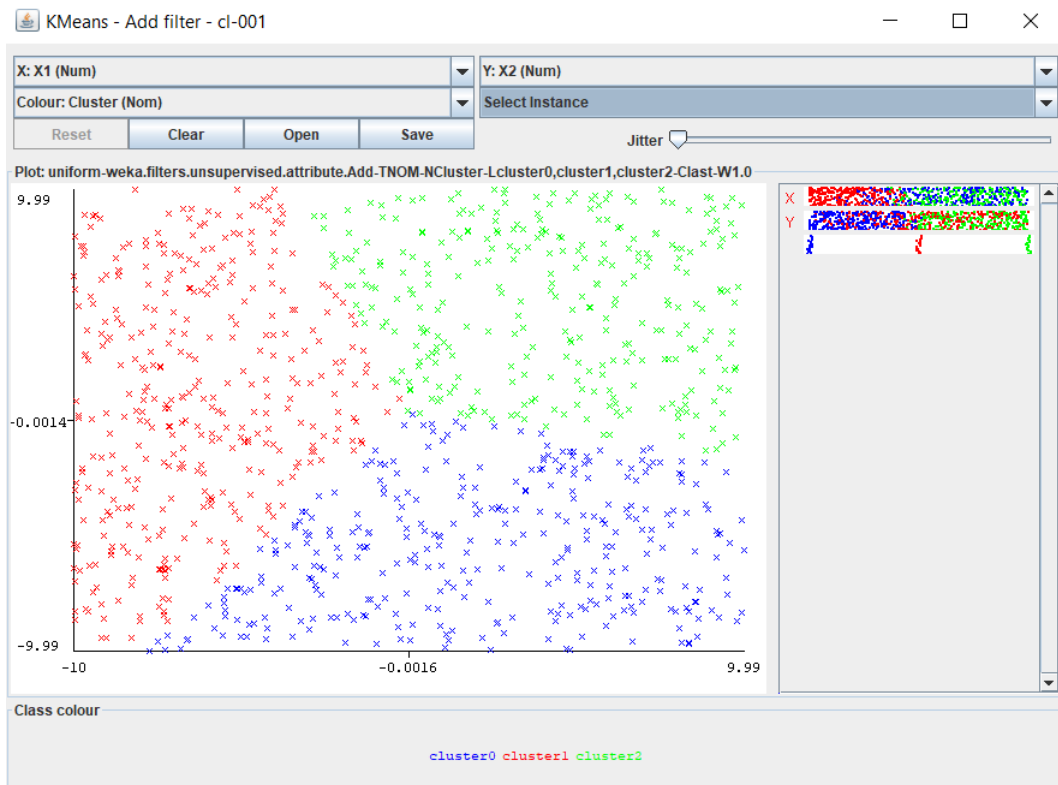 KMeans - Add filter - cl-001
X: X1 (Num) Y: X2 (Num)
Colour: Cluster (Nom) Select Instance
Reset Clear Open Save Jitter
Plot: uniform-weka.filters.unsupervised.attribute.Add-TNOM-NCluster-Lcluster0,cluster1,cluster2-Clast-W1.0
9.99
-0.0014
-9.99
-10 -0.0016 9.99
X
Y
Class colour
cluster0 cluster1 cluster2